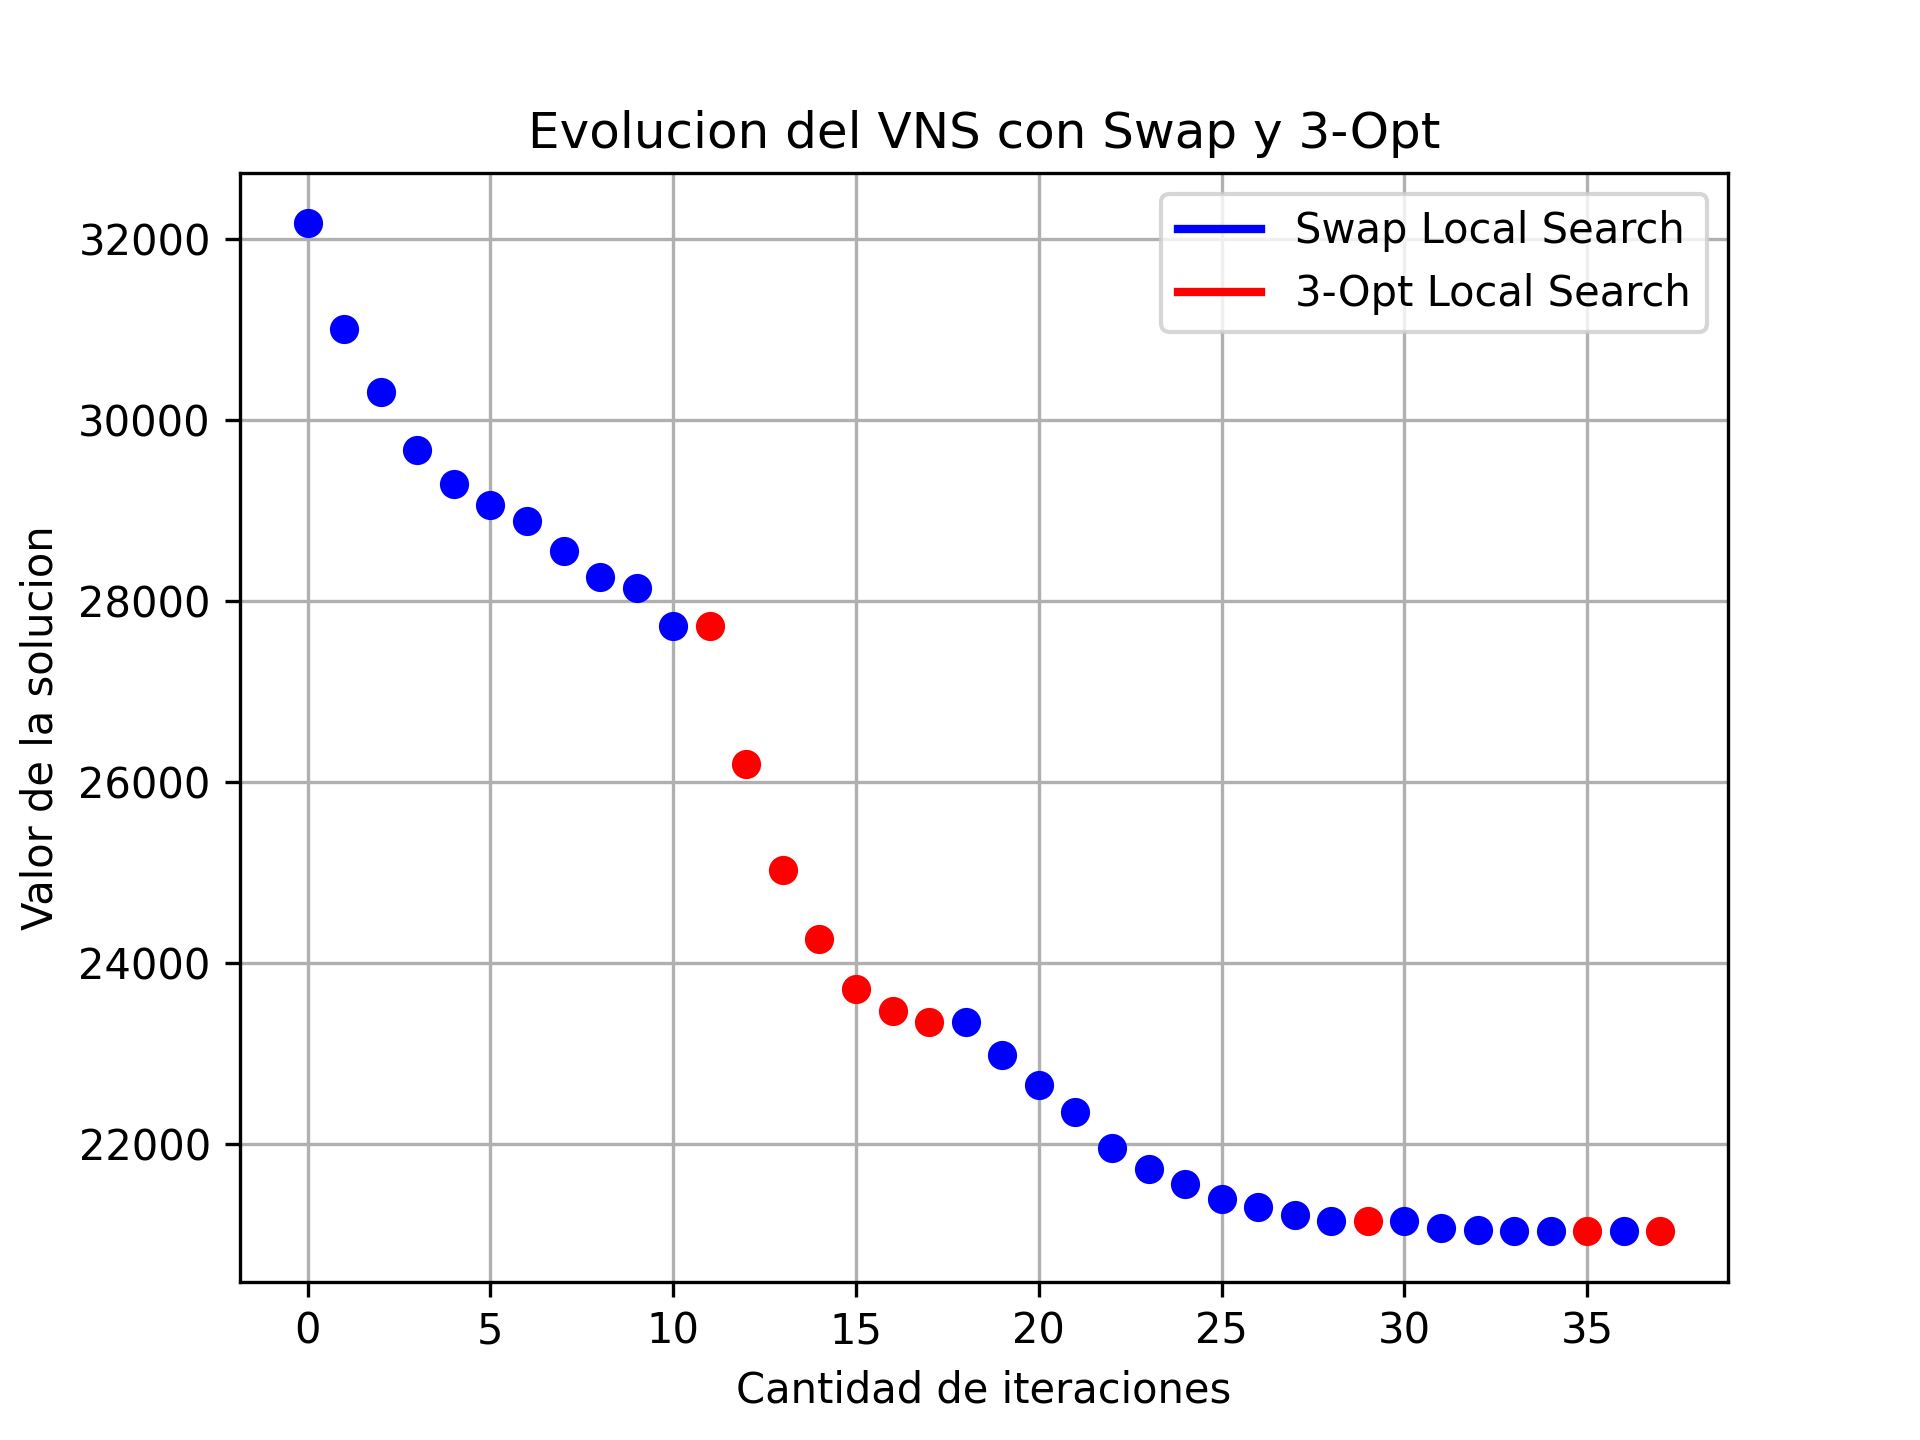 Evolucion del VNS con Swap y 3-Opt
Swap Local Search
3-Opt Local Search
Valor de la solucion
32000
30000
28000
26000
24000
22000
0 5 10 15 20 25 30 35
Cantidad de iteraciones